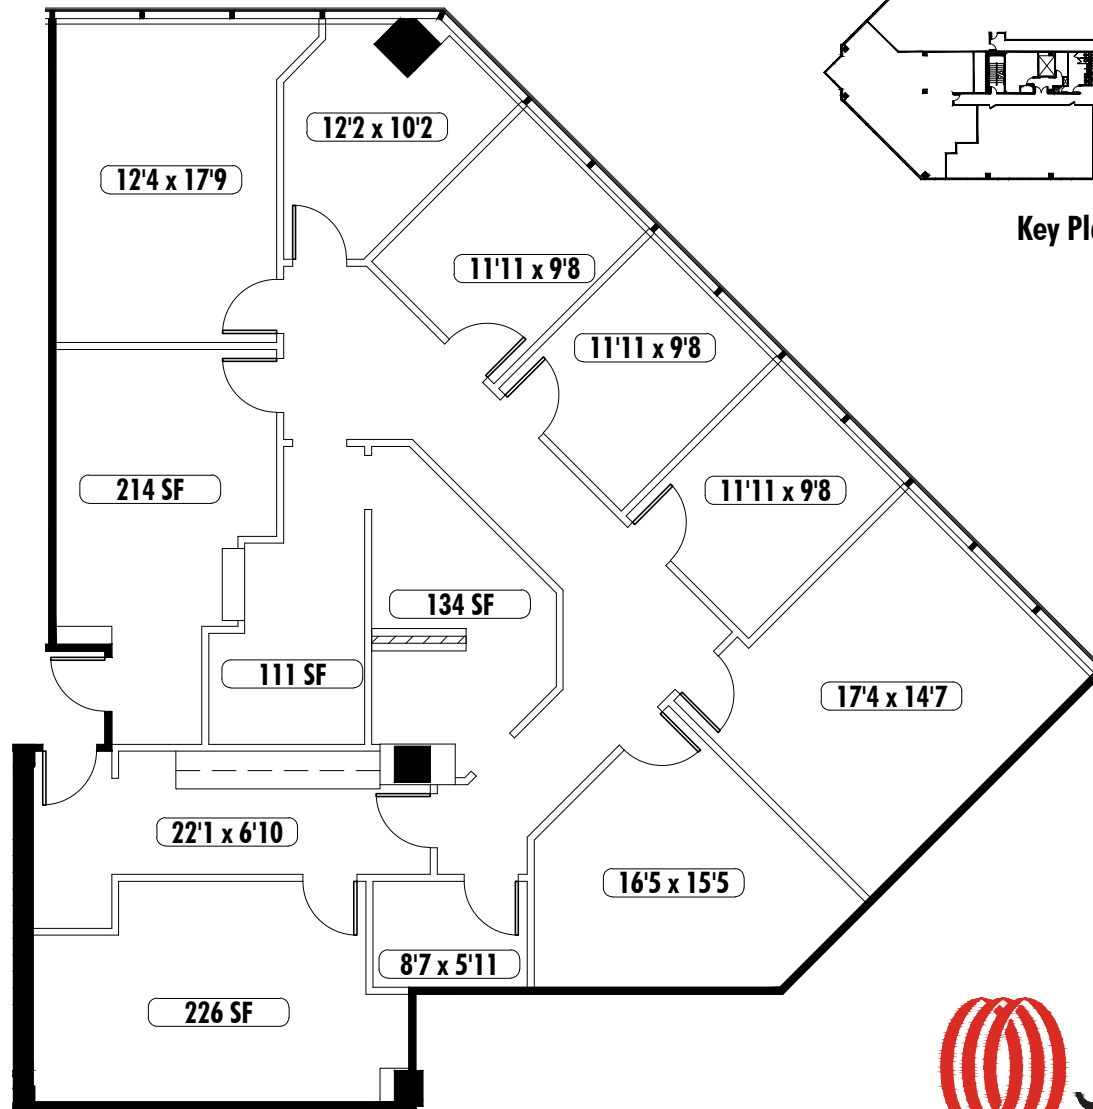 12'2 x 10'2
12'4 x 17'9
Key Pl
11'11 x 9'8
11'11 x 9'8
214 SF
11'11 x 9'8
134 SF
111 SF
17'4 x 14'7
22'1 x 6'10
16'5 x 15'5
8'7 x 5'11
226 SF